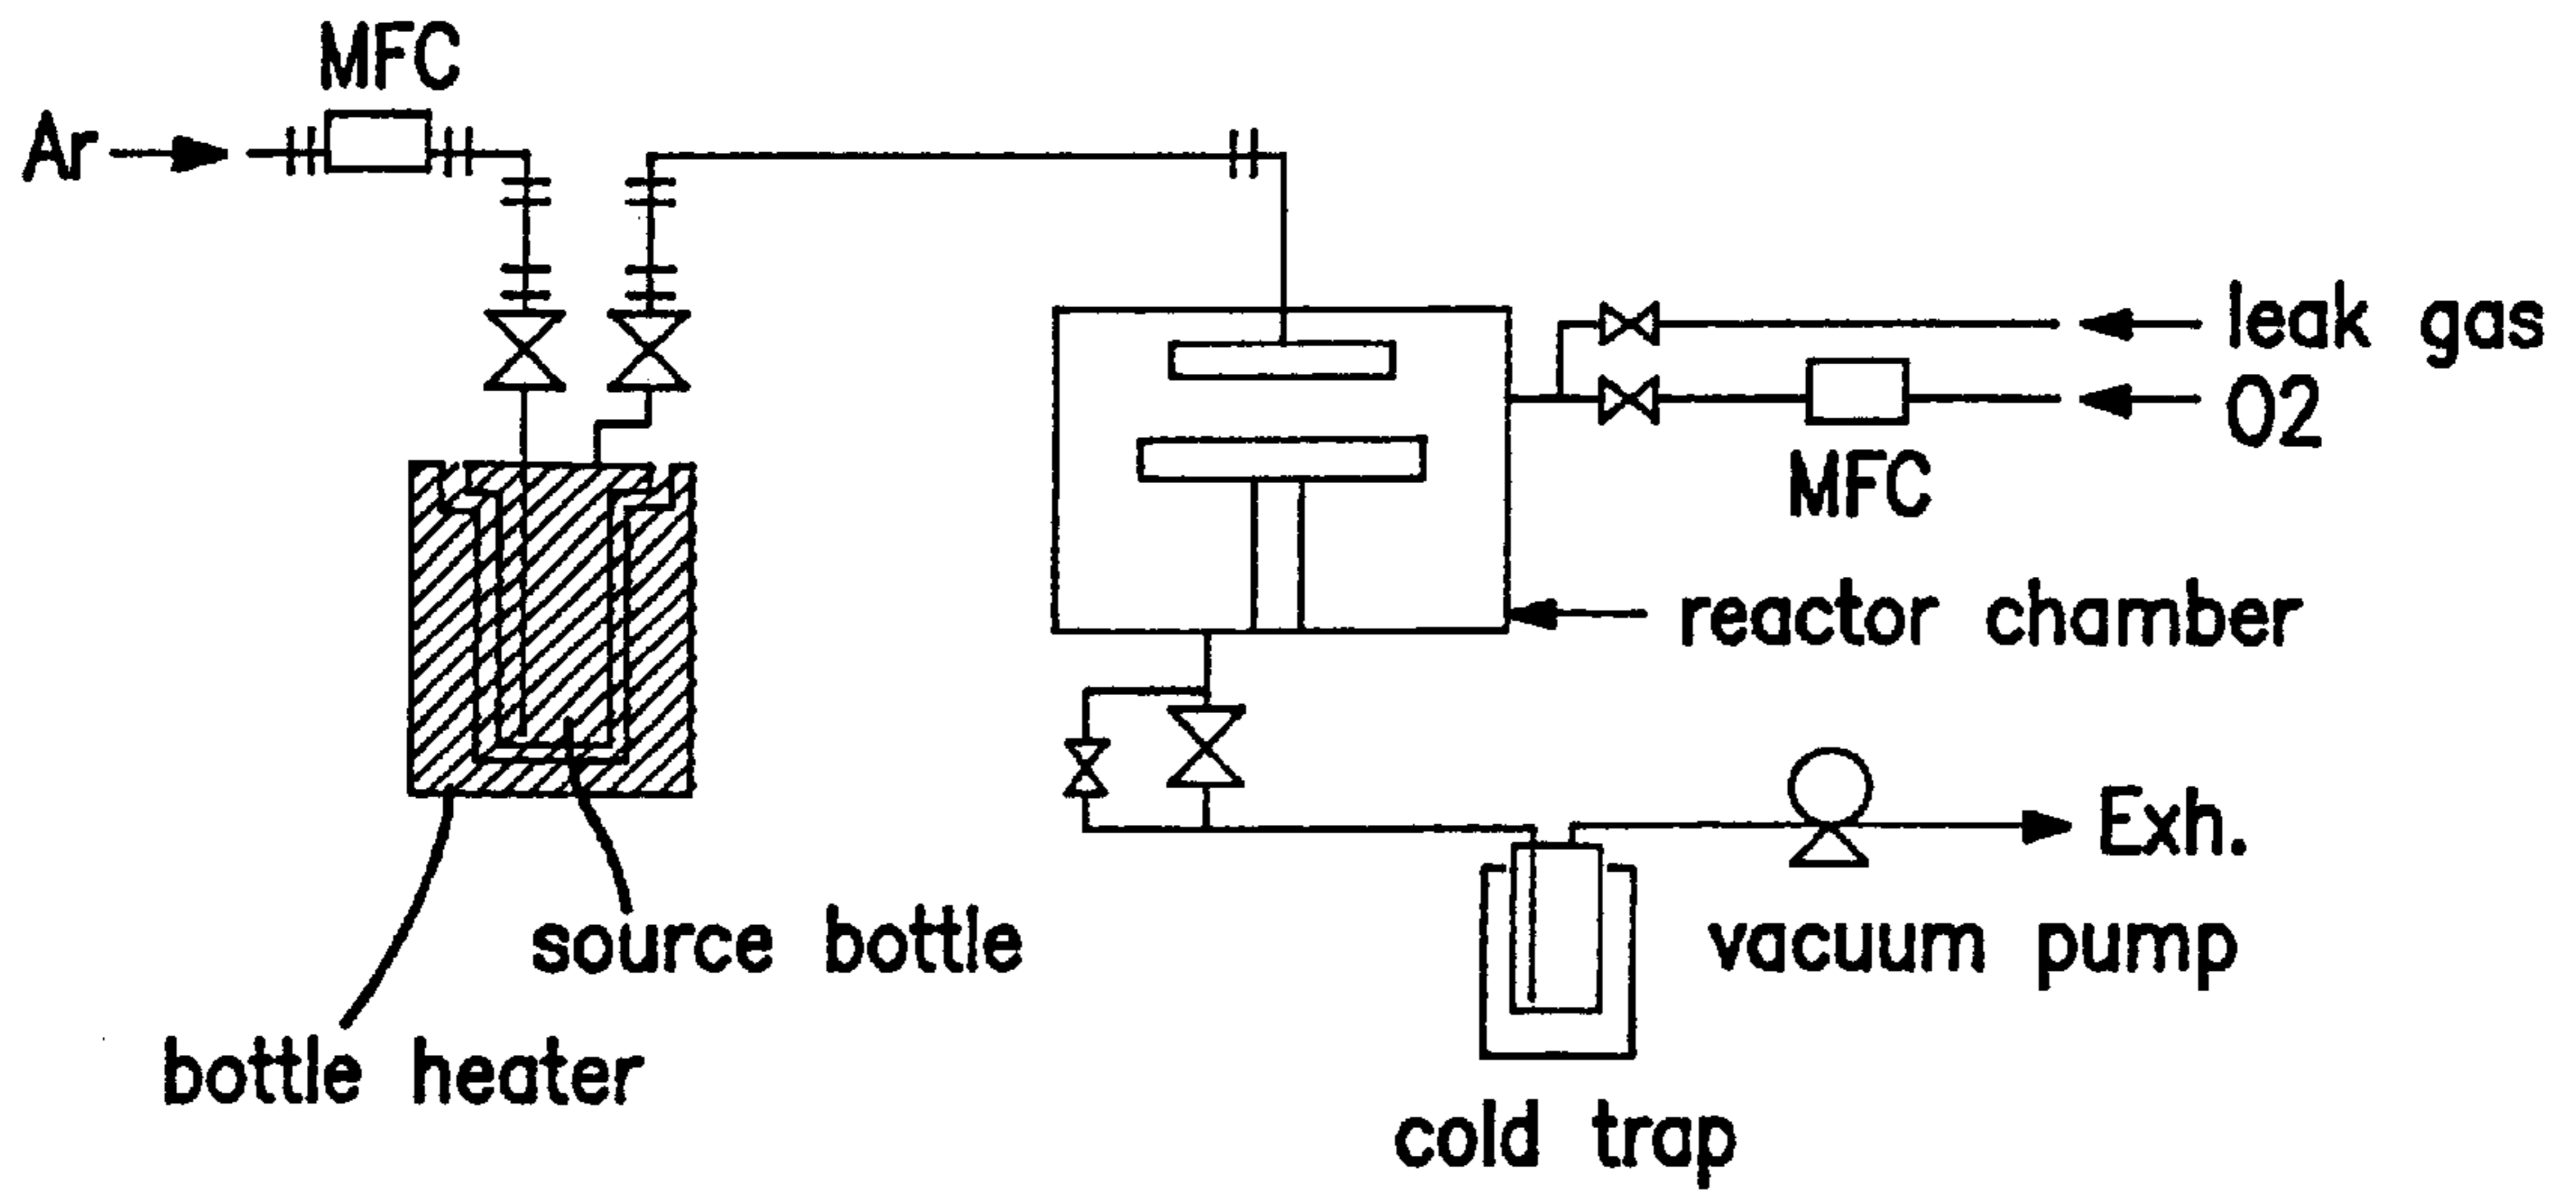 MFC
Ar
leak gas
O2
MFC
reactor chamber
Exh.
source bottle
vacuum pump
bottle heater
cold trap